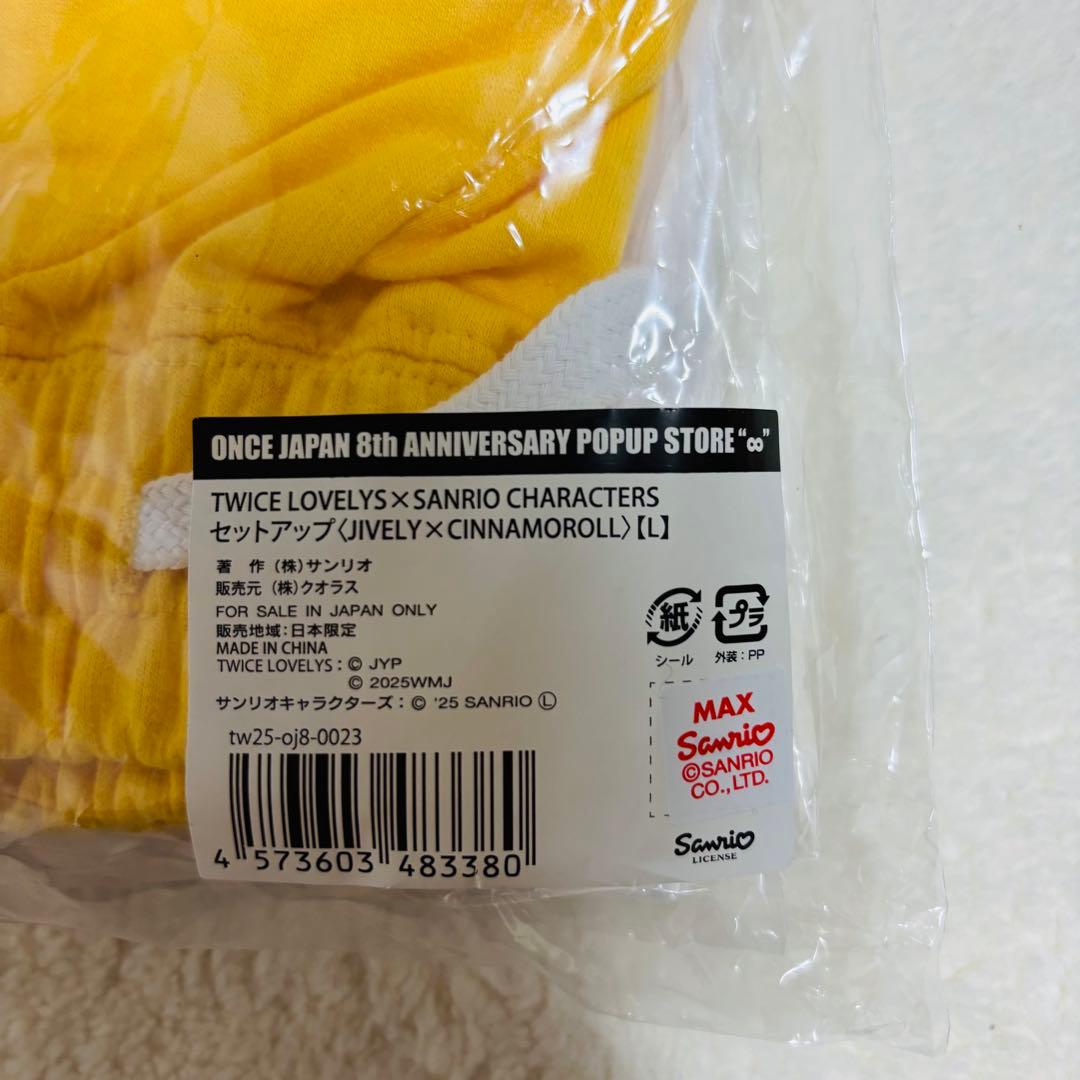 ONCE JAPAN 8th ANNIVERSARY POPUP STORE “∞”
TWICE LOVELYS×SANRIO CHARACTERS
セットアップ〈JIVELY×CINNAMOROLL〉【L】
著　作 (株)サンリオ
販売元 (株)クオラス
FOR SALE IN JAPAN ONLY
販売地域：日本限定
MADE IN CHINA
TWICE LOVELYS：© JYP
© 2025WMJ
サンリオキャラクターズ：© '25 SANRIO Ⓛ
紙
シール
プラ
外装：PP
MAX
Sanrio
©SANRIO
CO.,LTD.
tw25-oj8-0023
4 573603 483380
Sanrio
LICENSE